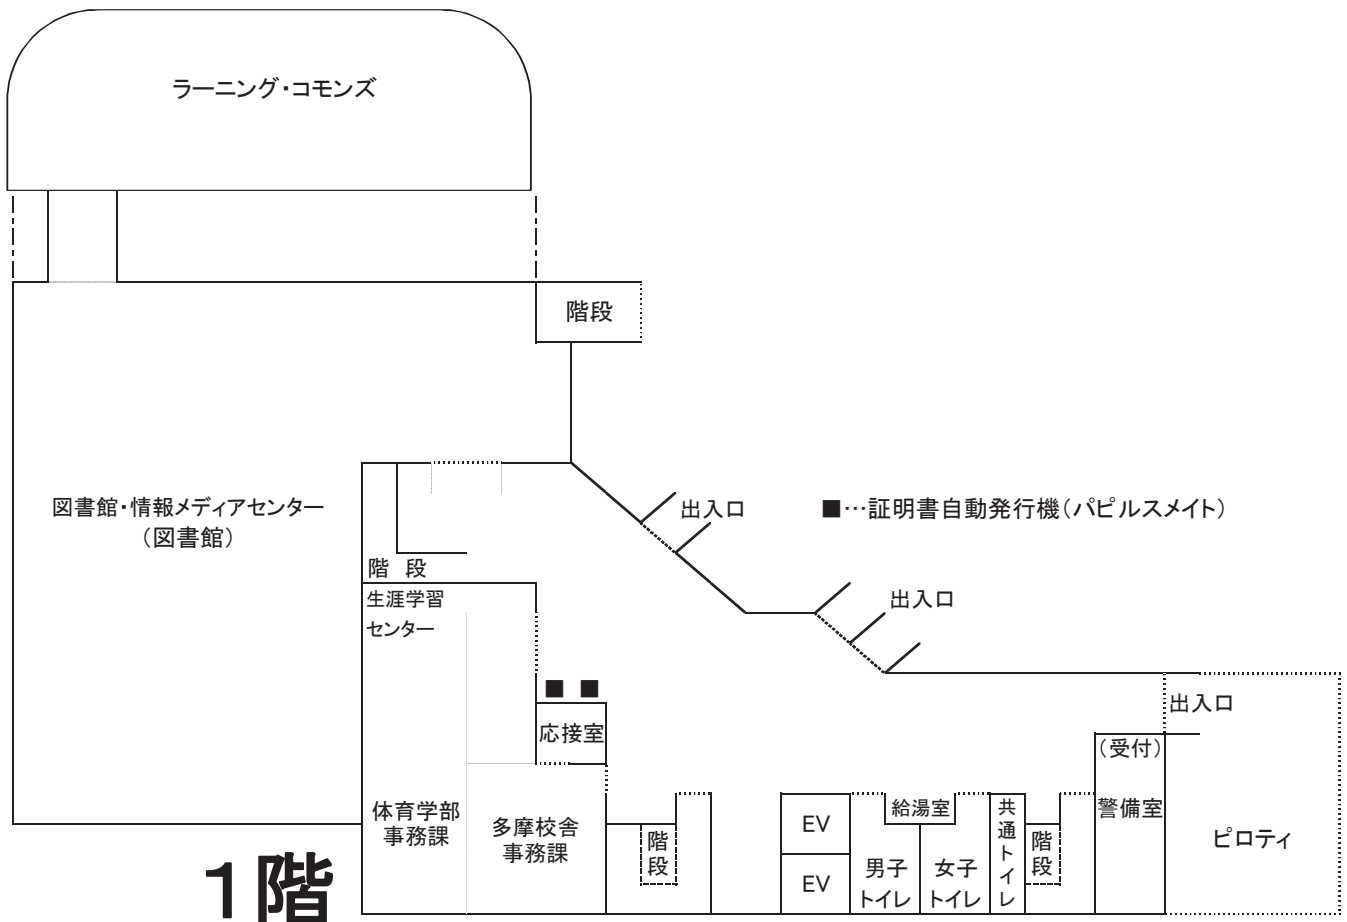 ラーニング・コモンズ
階段
図書館・情報メディアセンター
（図書館）
出入口
■…証明書自動発行機（パピルスメイト）
階　段
生涯学習
センター
出入口
■　■
出入口
応接室
（受付）
体育学部
事務課
多摩校舎
事務課
階段
EV
EV
給湯室
男子
トイレ
女子
トイレ
共通トイレ
階段
警備室
ピロティ
1階